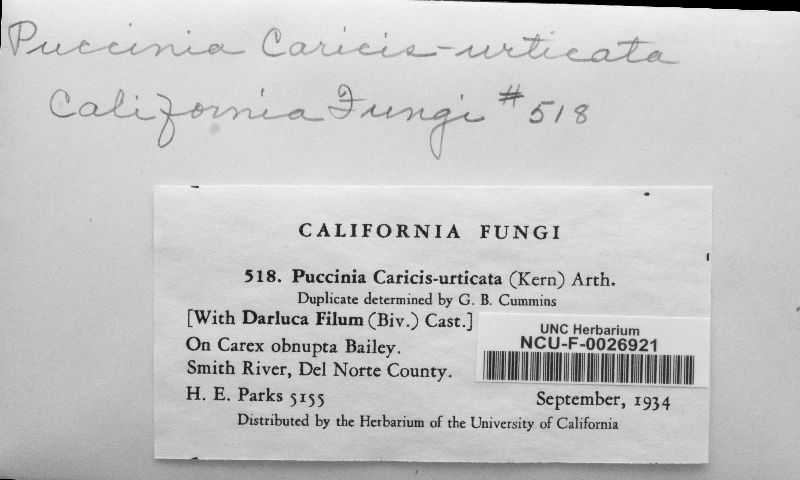 Puccinia Caricis-urticata
California Fungi #518
CALIFORNIA FUNGI
518. Puccinia Caricis-urticata (Kern) Arth.
Duplicate determined by G. B. Cummins
[With Darluca Filum (Biv.) Cast.]
On Carex obnupta Bailey.
Smith River, Del Norte County.
H. E. Parks 5155
September, 1934
Distributed by the Herbarium of the University of California
UNC Herbarium
NCU-F-0026921